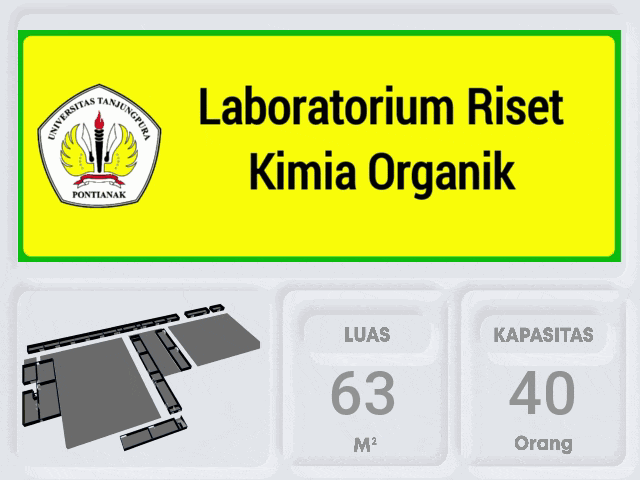 UNIVERSITAS TANJUNGPURA
PONTIANAK
Laboratorium Riset
Kimia Organik
LUAS
63
M²
KAPASITAS
40
Orang